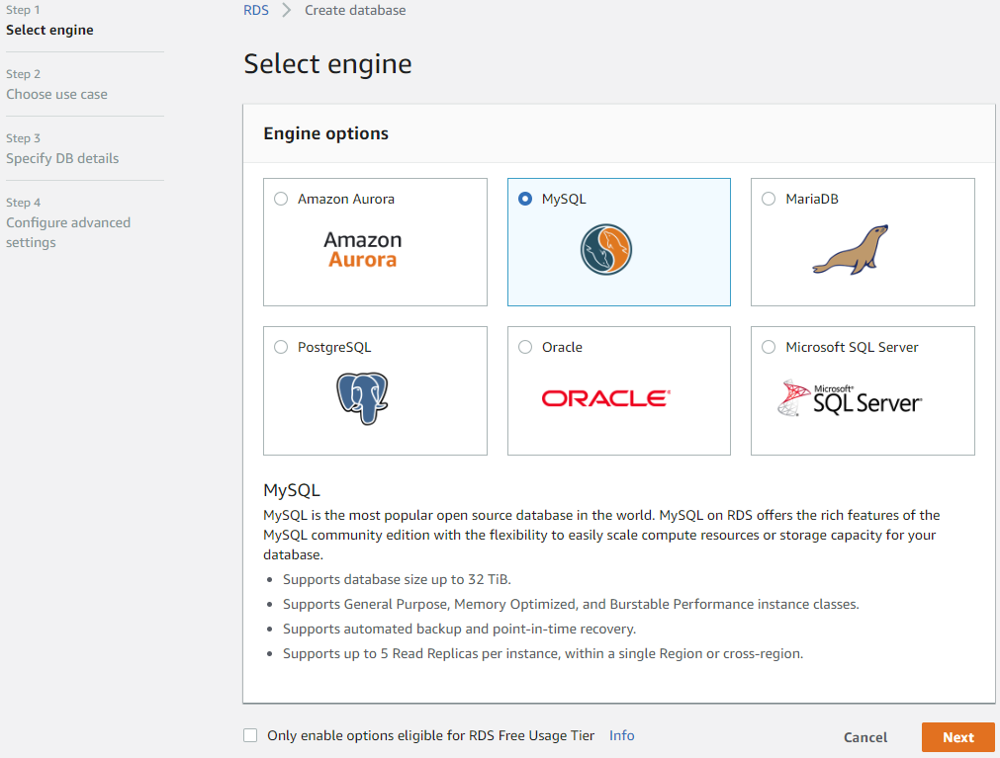 Step 1
Select engine
Step 2
Choose use case
Step 3
Specify DB details
Step 4
Configure advanced
settings
RDS > Create database
Select engine
Engine options
Amazon Aurora
Amazon
Aurora
MySQL
MariaDB
PostgreSQL
Oracle
ORACLE®
Microsoft SQL Server
Microsoft®
SQL Server®
MySQL
MySQL is the most popular open source database in the world. MySQL on RDS offers the rich features of the
MySQL community edition with the flexibility to easily scale compute resources or storage capacity for your
database.
• Supports database size up to 32 TiB.
• Supports General Purpose, Memory Optimized, and Burstable Performance instance classes.
• Supports automated backup and point-in-time recovery.
• Supports up to 5 Read Replicas per instance, within a single Region or cross-region.
Only enable options eligible for RDS Free Usage Tier Info
Cancel
Next